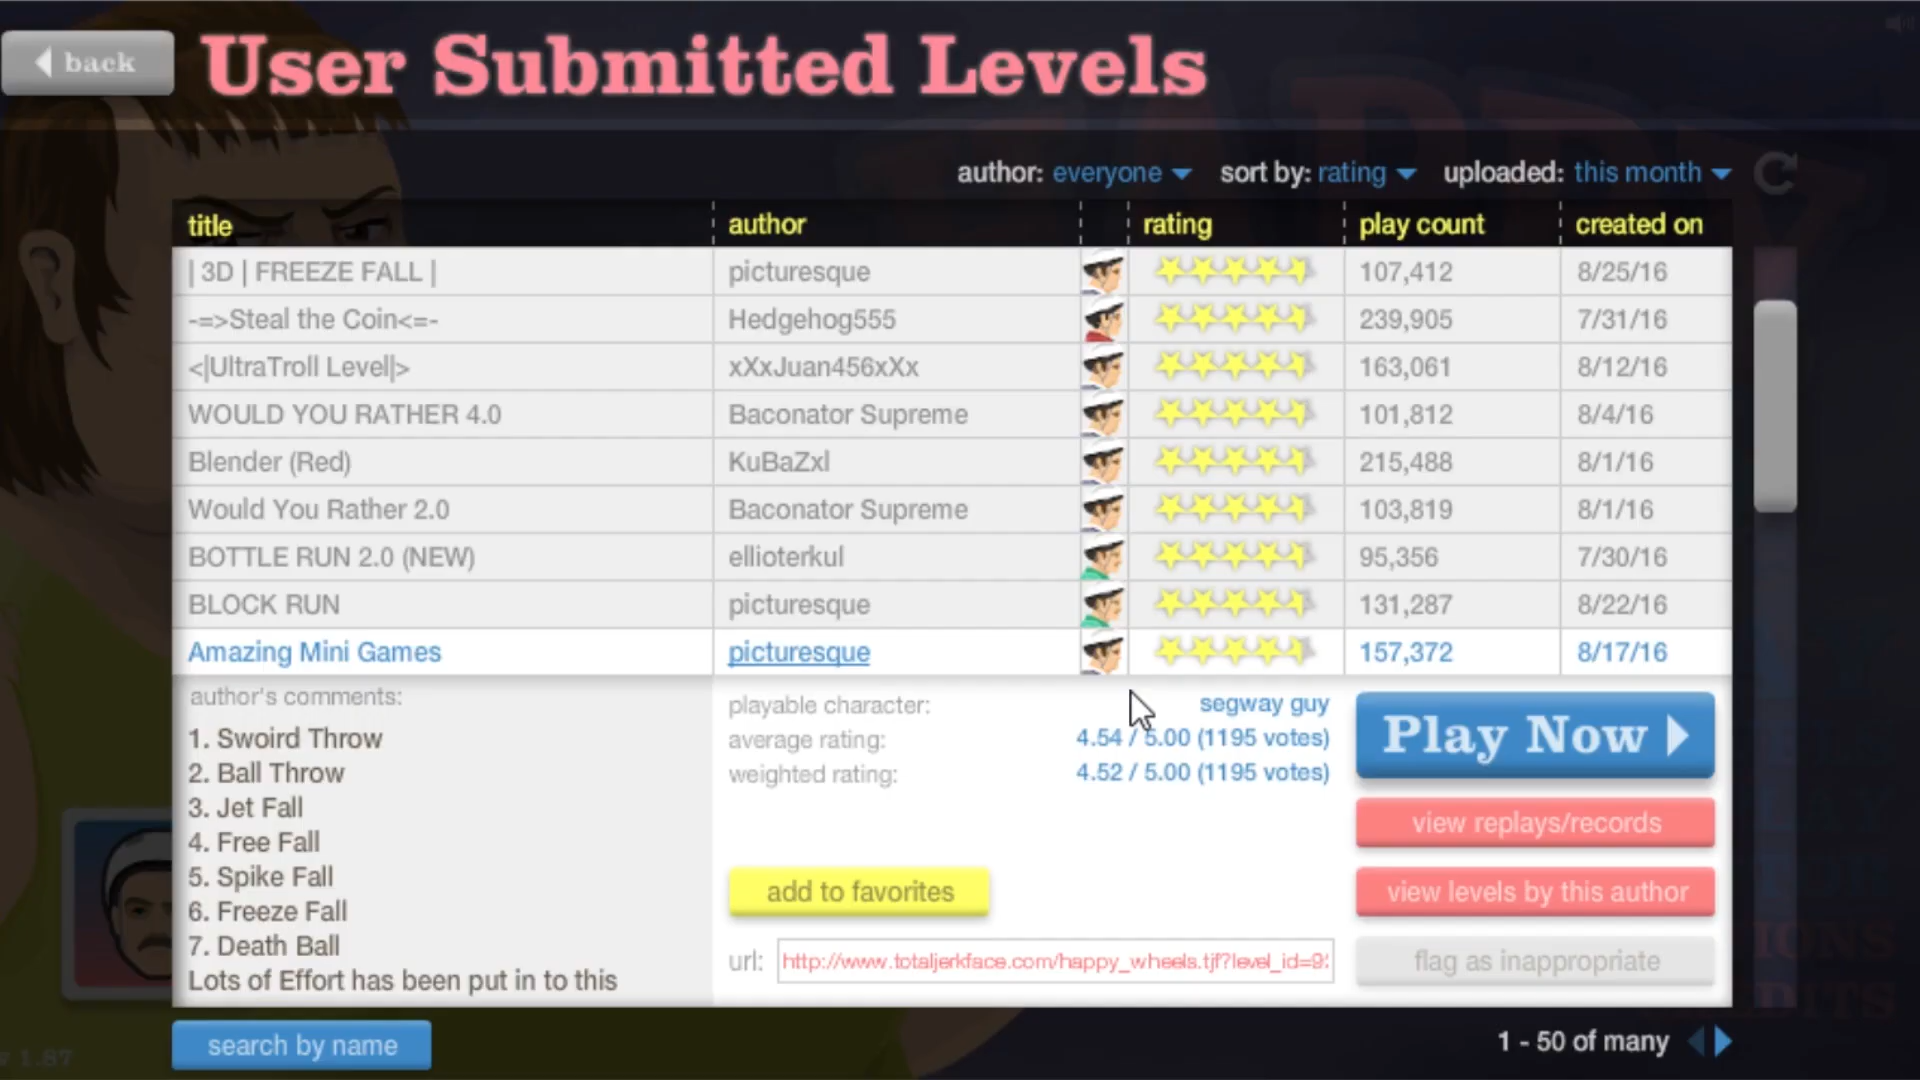 back
User Submitted Levels
author: everyone sort by: rating uploaded: this month
title author rating play count created on
| 3D | FREEZE FALL | picturesque 107,412 8/25/16
-=>Steal the Coin<=- Hedgehog555 239,905 7/31/16
<|UltraTroll Level|> xXxJuan456xXx 163,061 8/12/16
WOULD YOU RATHER 4.0 Baconator Supreme 101,812 8/4/16
Blender (Red) KuBaZxl 215,488 8/1/16
Would You Rather 2.0 Baconator Supreme 103,819 8/1/16
BOTTLE RUN 2.0 (NEW) ellioterkul 95,356 7/30/16
BLOCK RUN picturesque 131,287 8/22/16
Amazing Mini Games picturesque 157,372 8/17/16
author's comments:
1. Swoird Throw
2. Ball Throw
3. Jet Fall
4. Free Fall
5. Spike Fall
6. Freeze Fall
7. Death Ball
Lots of Effort has been put in to this
playable character: segway guy
average rating: 4.54 / 5.00 (1195 votes)
weighted rating: 4.52 / 5.00 (1195 votes)
add to favorites
url: http://www.totaljerkface.com/happy_wheels.tjf?level_id=9
Play Now
view replays/records
view levels by this author
flag as inappropriate
search by name
1 - 50 of many
1.87